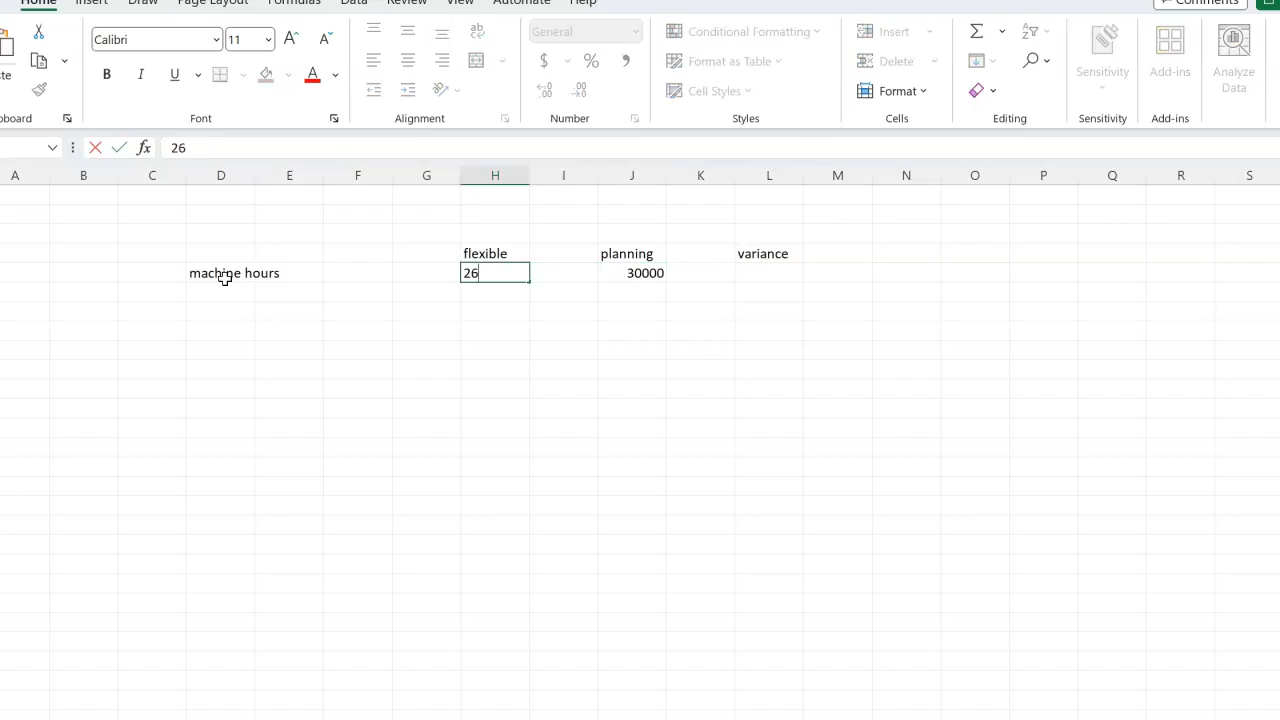 Home Insert Draw Page Layout Formulas Data Review View Automate Help Comments
Calibri 11 A A ab General Conditional Formatting Insert Σ
B I U A $ % Format as Table Delete
Cell Styles Format
Sensitivity Add-ins Analyze Data
Font Alignment Number Styles Cells Editing Sensitivity Add-ins
fx 26
A B C D E F G H I J K L M N O P Q R S
flexible planning variance
machine hours 26 30000